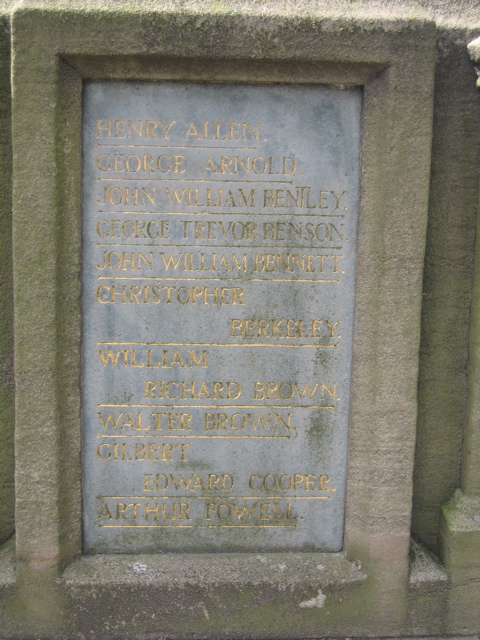 HENRY ALLEN.
GEORGE ARNOLD.
JOHN WILLIAM BENTLEY.
GEORGE TREVOR BENSON
JOHN WILLIAM BENNETT.
CHRISTOPHER
BERKELEY.
WILLIAM
RICHARD BROWN.
WALTER BROWN.
GILBERT
EDWARD COOPER.
ARTHUR